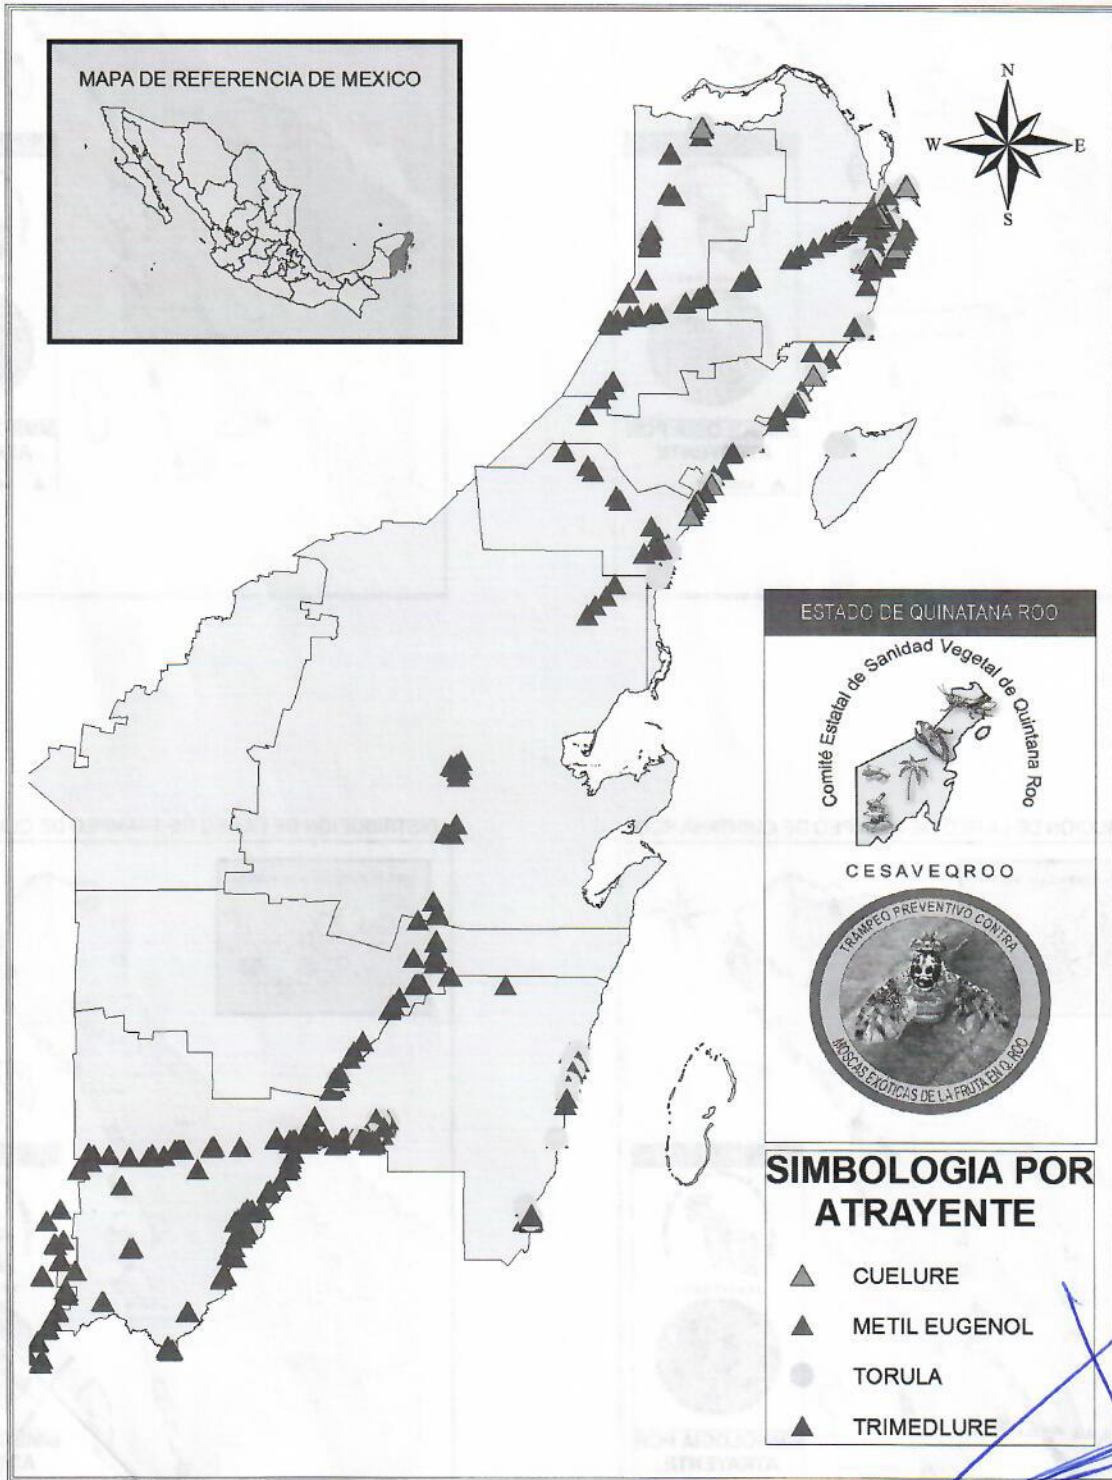 MAPA DE REFERENCIA DE MEXICO
N
W
E
S
ESTADO DE QUINATANA ROO
Comité Estatal de Sanidad Vegetal de Quintana Roo
CESAVEQROO
TRAMPEO PREVENTIVO CONTRA
MOSCAS EXOTICAS DE LA FRUTA EN Q. ROO
SIMBOLOGIA POR
ATRAYENTE
CUELURE
METIL EUGENOL
TORULA
TRIMEDLURE